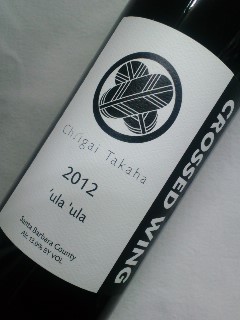 Chigai Takaha
2012
'ula 'ula
Santa Barbara County
Alc 13.9% BY VOL
CROSSED WING